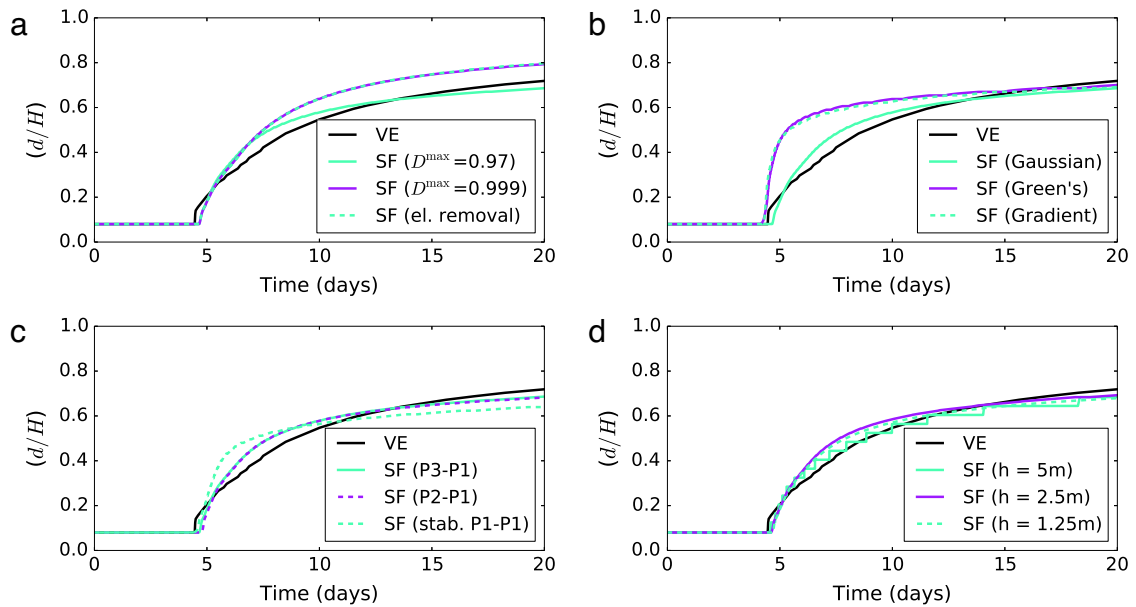 a
1.0
0.8
0.6
0.4
0.2
0.0
(d/H)
VE
SF (D^max =0.97)
SF (D^max =0.999)
SF (el. removal)
0 5 10 15 20
Time (days)
b
1.0
0.8
0.6
0.4
0.2
0.0
(d/H)
VE
SF (Gaussian)
SF (Green's)
SF (Gradient)
0 5 10 15 20
Time (days)
c
1.0
0.8
0.6
0.4
0.2
0.0
(d/H)
VE
SF (P3-P1)
SF (P2-P1)
SF (stab. P1-P1)
0 5 10 15 20
Time (days)
d
1.0
0.8
0.6
0.4
0.2
0.0
(d/H)
VE
SF (h = 5m)
SF (h = 2.5m)
SF (h = 1.25m)
0 5 10 15 20
Time (days)